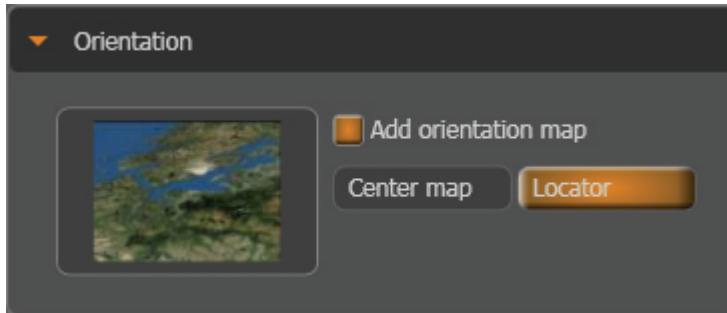 Orientation
Add orientation map
Center map
Locator